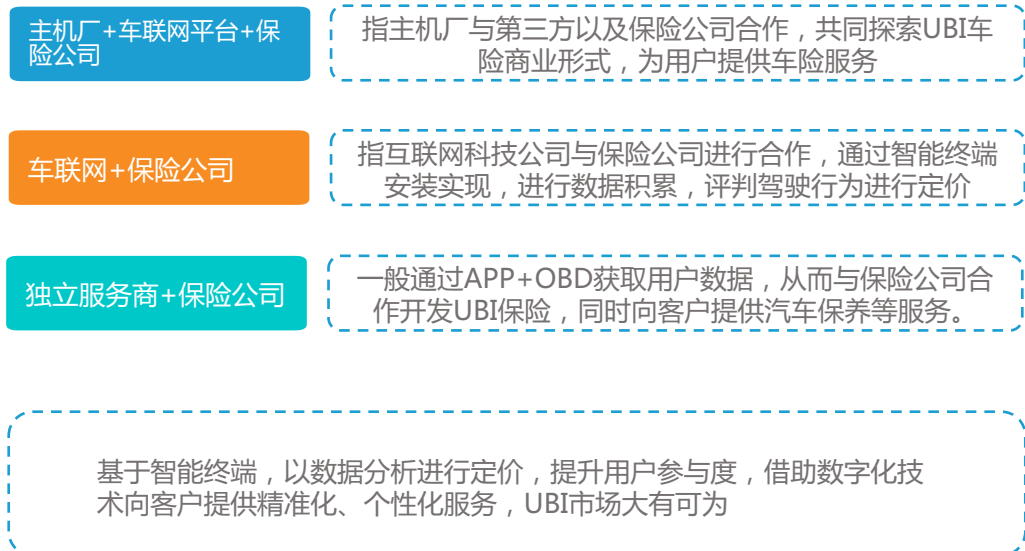 主机厂+车联网平台+保
险公司
指主机厂与第三方以及保险公司合作，共同探索UBI车
险商业形式，为用户提供车险服务
车联网+保险公司
指互联网科技公司与保险公司进行合作，通过智能终端
安装实现，进行数据积累，评判驾驶行为进行定价
独立服务商+保险公司
一般通过APP+OBD获取用户数据，从而与保险公司合
作开发UBI保险，同时向客户提供汽车保养等服务。
基于智能终端，以数据分析进行定价，提升用户参与度，借助数字化技
术向客户提供精准化、个性化服务，UBI市场大有可为